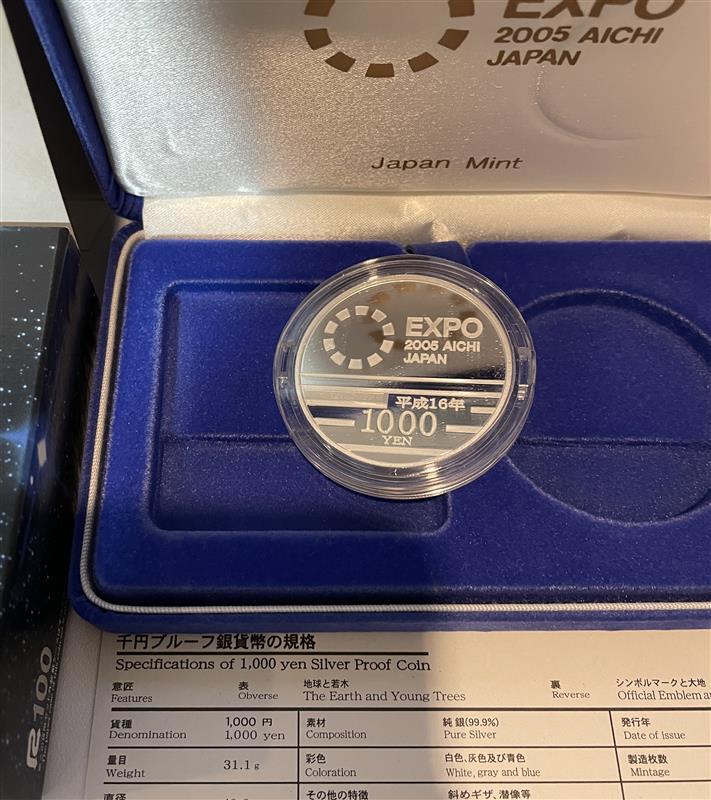 EXPO
2005 AICHI
JAPAN
Japan Mint
EXPO
2005 AICHI
JAPAN
平成16年
1000
YEN
R100
千円プルーフ銀貨幣の規格
Specifications of 1,000 yen Silver Proof Coin
意匠 表 地球と若木 裏 シンボルマークと大地
Features Obverse The Earth and Young Trees Reverse Official Emblem
貨種 1,000 円 素材 純 銀(99.9%) 発行年
Denomination 1,000 yen Composition Pure Silver Date of issue
量目 31.1 g 彩色 白色、灰色及び青色 製造枚数
Weight Coloration White, gray and blue Mintage
直径 その他の特徴 斜めギザ、潜像等